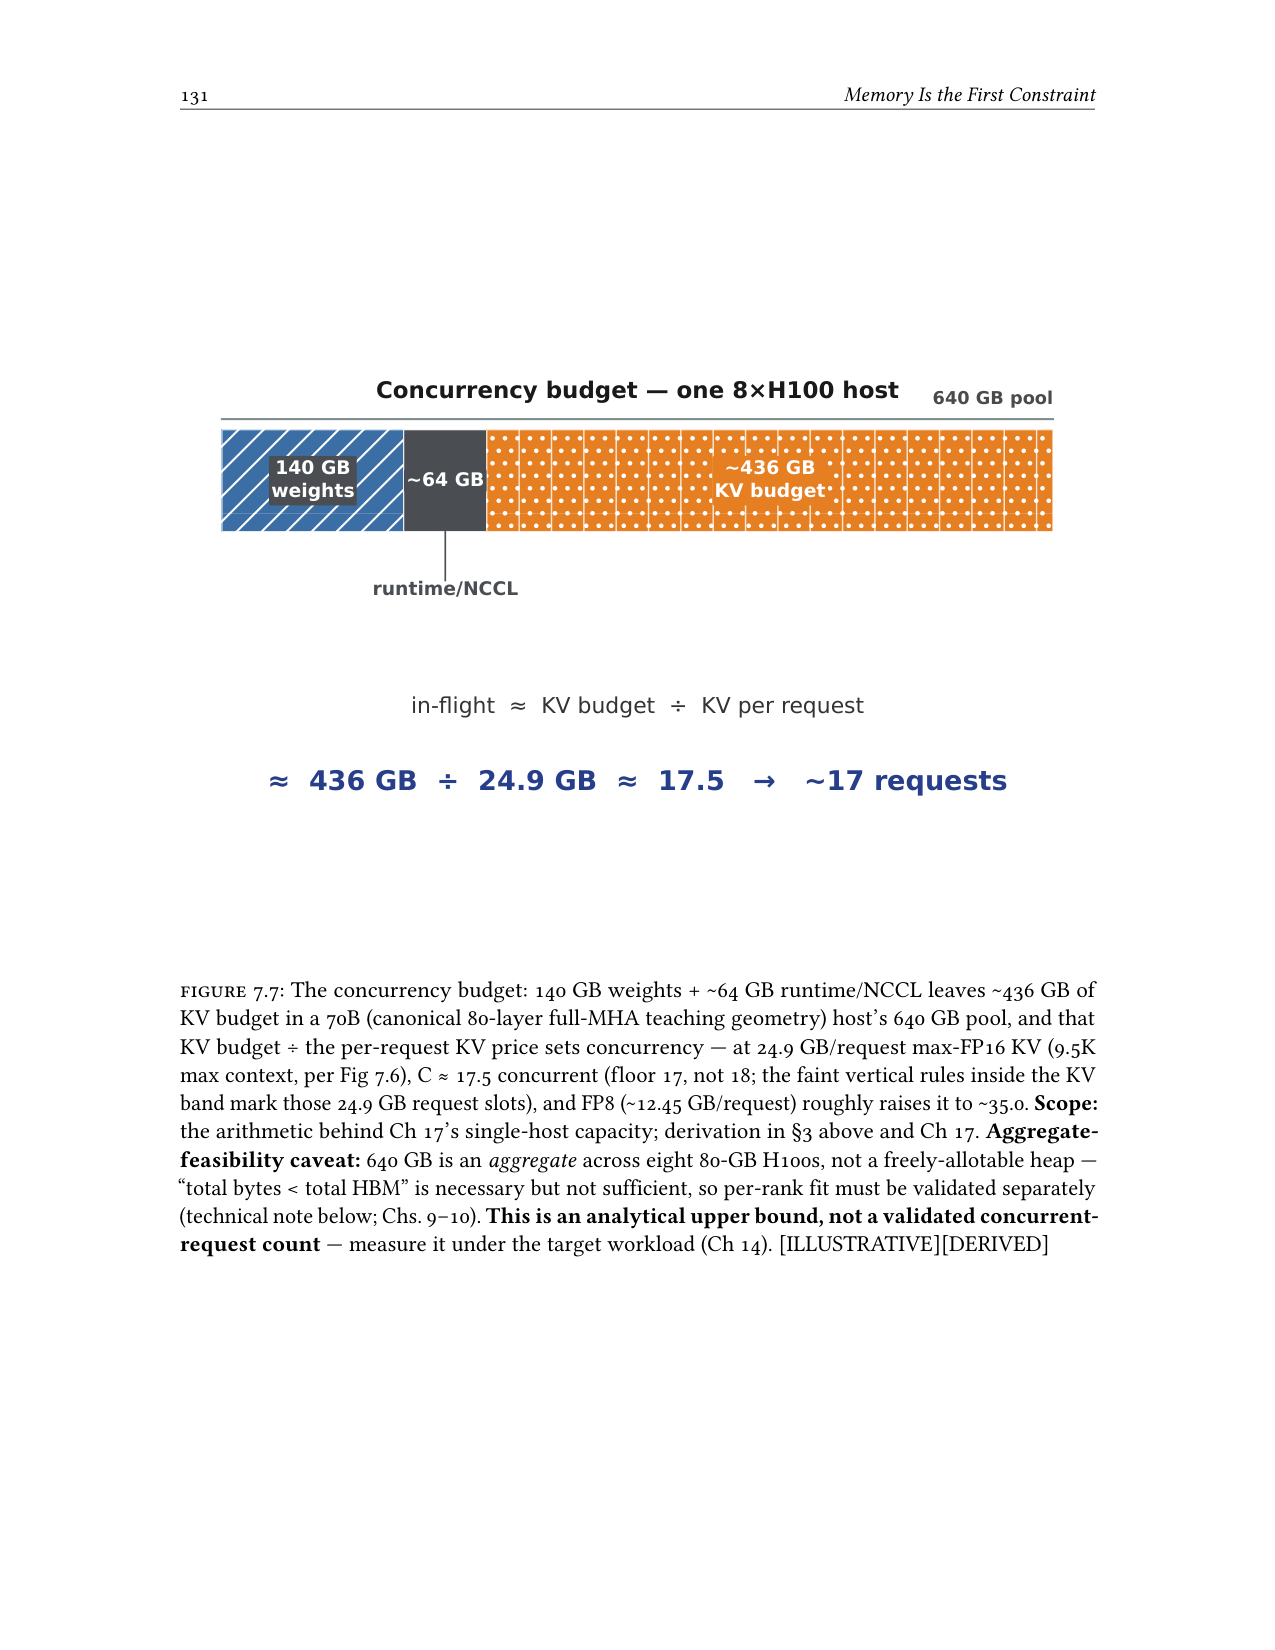 131 Memory Is the First Constraint
Concurrency budget — one 8×H100 host
640 GB pool
140 GB
weights
~64 GB
~436 GB
KV budget
runtime/NCCL
in-flight ≈ KV budget ÷ KV per request
≈ 436 GB ÷ 24.9 GB ≈ 17.5 → ~17 requests
FIGURE 7.7: The concurrency budget: 140 GB weights + ~64 GB runtime/NCCL leaves ~436 GB of
KV budget in a 70B (canonical 80-layer full-MHA teaching geometry) host’s 640 GB pool, and that
KV budget ÷ the per-request KV price sets concurrency — at 24.9 GB/request max-FP16 KV (9.5K
max context, per Fig 7.6), C ≈ 17.5 concurrent (floor 17, not 18; the faint vertical rules inside the KV
band mark those 24.9 GB request slots), and FP8 (~12.45 GB/request) roughly raises it to ~35.0. Scope:
the arithmetic behind Ch 17’s single-host capacity; derivation in §3 above and Ch 17. Aggregate-
feasibility caveat: 640 GB is an aggregate across eight 80-GB H100s, not a freely-allotable heap —
“total bytes < total HBM” is necessary but not sufficient, so per-rank fit must be validated separately
(technical note below; Chs. 9–10). This is an analytical upper bound, not a validated concurrent-
request count — measure it under the target workload (Ch 14). [ILLUSTRATIVE][DERIVED]